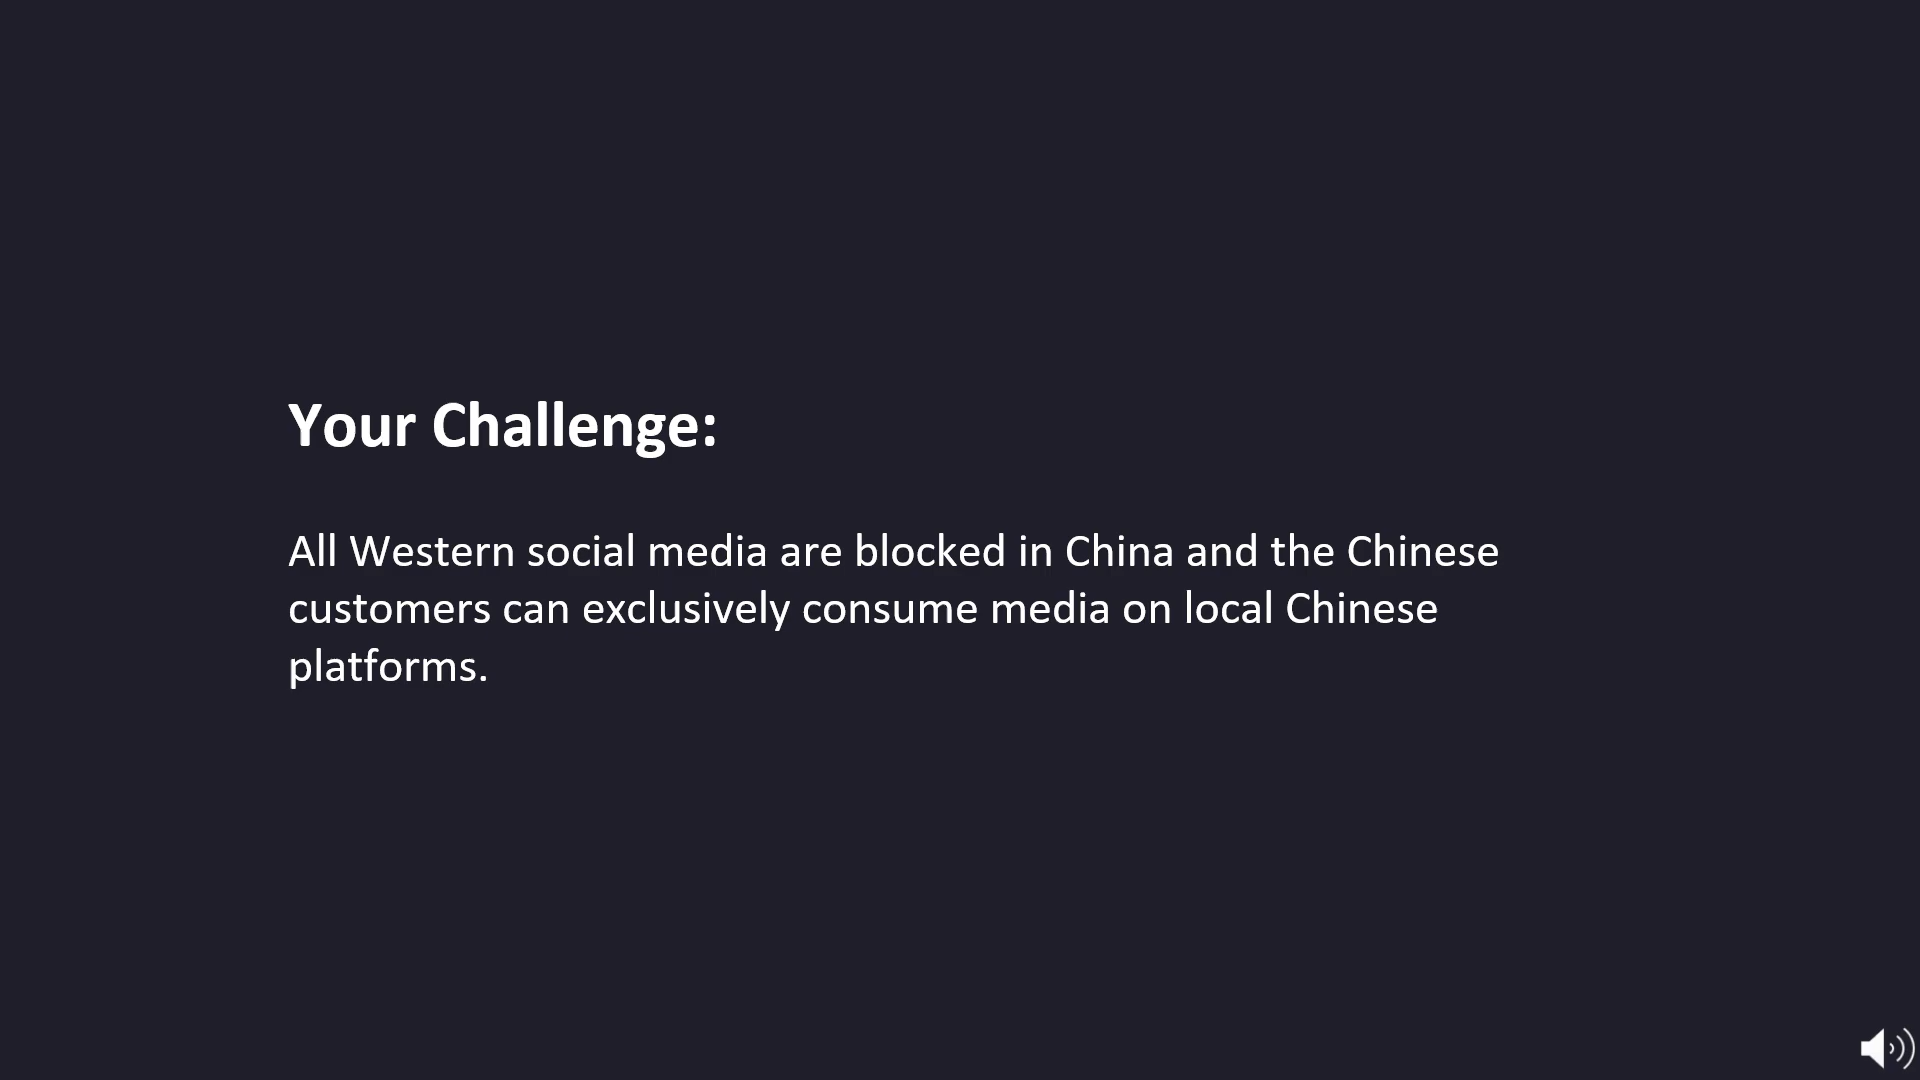 Your Challenge:
All Western social media are blocked in China and the Chinese
customers can exclusively consume media on local Chinese
platforms.